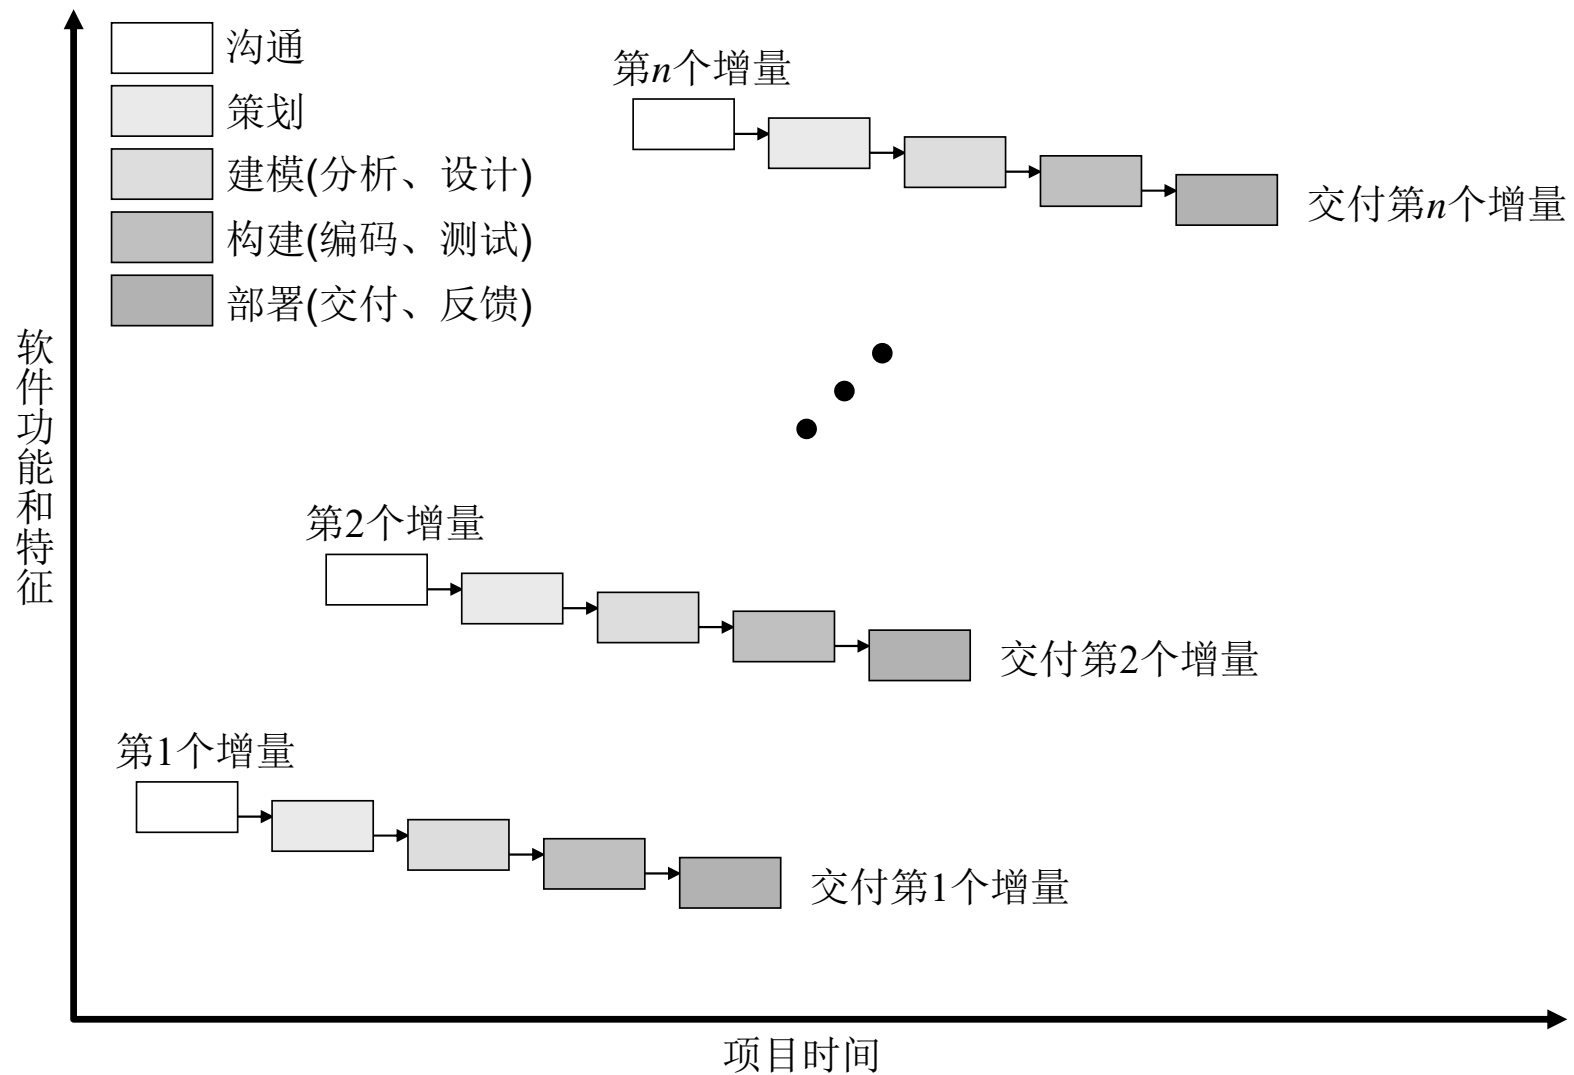 沟通
策划
建模(分析、设计)
构建(编码、测试)
部署(交付、反馈)
第n个增量
交付第n个增量
软件功能和特征
第2个增量
交付第2个增量
第1个增量
交付第1个增量
项目时间